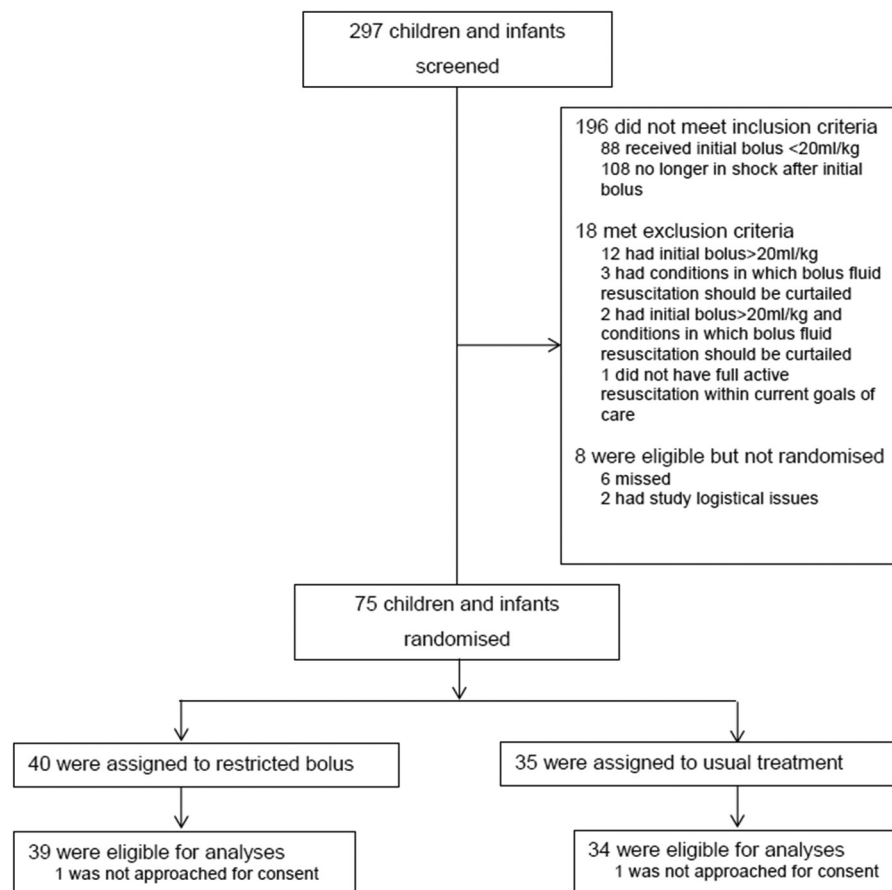 297 children and infants
screened
196 did not meet inclusion criteria
88 received initial bolus <20ml/kg
108 no longer in shock after initial
bolus
18 met exclusion criteria
12 had initial bolus>20ml/kg
3 had conditions in which bolus fluid
resuscitation should be curtailed
2 had initial bolus>20ml/kg and
conditions in which bolus fluid
resuscitation should be curtailed
1 did not have full active
resuscitation within current goals of
care
8 were eligible but not randomised
6 missed
2 had study logistical issues
75 children and infants
randomised
40 were assigned to restricted bolus
35 were assigned to usual treatment
39 were eligible for analyses
1 was not approached for consent
34 were eligible for analyses
1 was not approached for consent